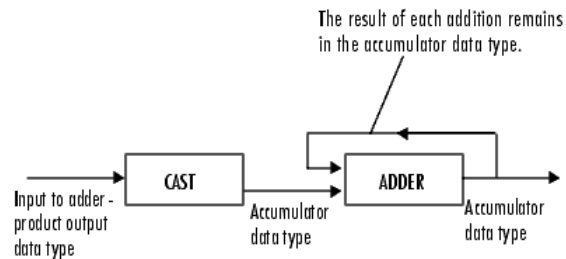 The result of each addition remains
in the accumulator data type.
CAST
ADDER
Input to adder -
product output
data type
Accumulator
data type
Accumulator
data type